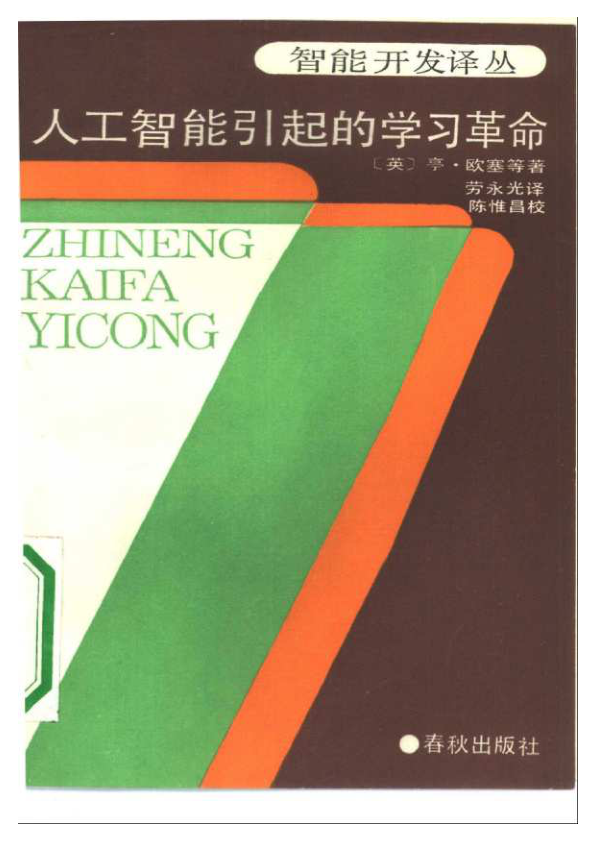 智能开发译丛
人工智能引起的学习革命
〔英〕亭·欧塞等著
劳永光译
陈惟昌校
ZHINENG
KAIFA
YICONG
●春秋出版社